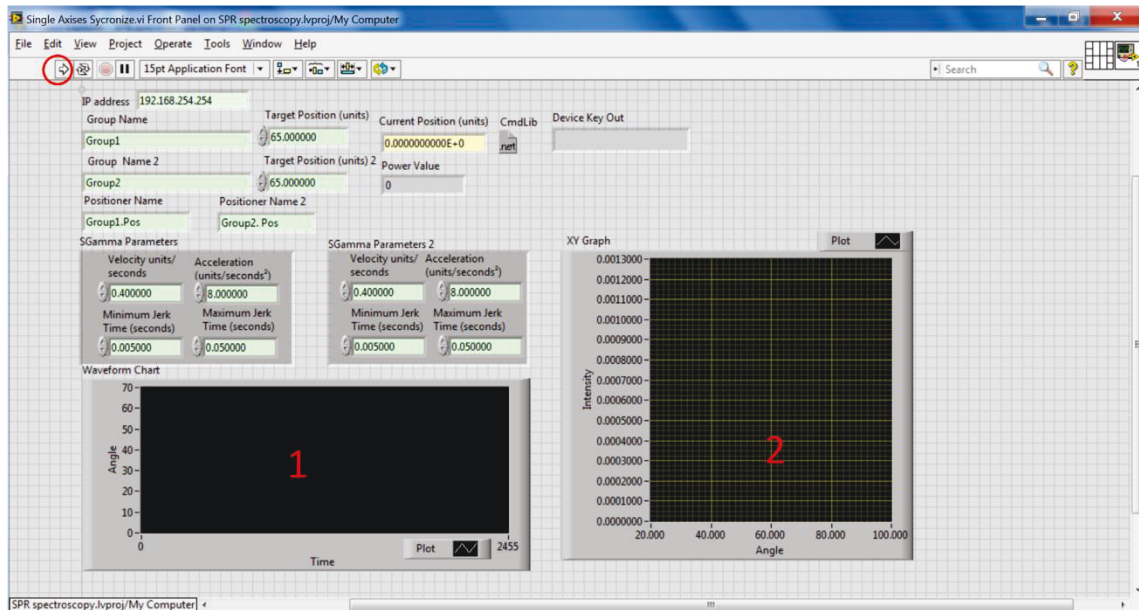 Single Axises Sycronize.vi Front Panel on SPR spectroscopy.lvproj/My Computer
File Edit View Project Operate Tools Window Help
15pt Application Font
Search
IP address 192.168.254.254
Group Name Target Position (units) Current Position (units) CmdLib Device Key Out
Group1 65.000000 0.0000000000E+0 .net
Group Name 2 Target Position (units) 2 Power Value
Group2 65.000000 0
Positioner Name Positioner Name 2
Group1.Pos Group2. Pos
SGamma Parameters
Velocity units/ seconds Acceleration (units/seconds²)
0.400000 8.000000
Minimum Jerk Time (seconds) Maximum Jerk Time (seconds)
0.005000 0.050000
SGamma Parameters 2
Velocity units/ seconds Acceleration (units/seconds²)
0.400000 8.000000
Minimum Jerk Time (seconds) Maximum Jerk Time (seconds)
0.005000 0.050000
Waveform Chart
70
60
50
40
30
20
10
0
Angle
1
0 2455
Time
Plot
XY Graph
Plot
0.0013000
0.0012000
0.0011000
0.0010000
0.0009000
0.0008000
0.0007000
0.0006000
0.0005000
0.0004000
0.0003000
0.0002000
0.0001000
0.0000000
Intensity
2
20.000 40.000 60.000 80.000 100.000
Angle
SPR spectroscopy.lvproj/My Computer